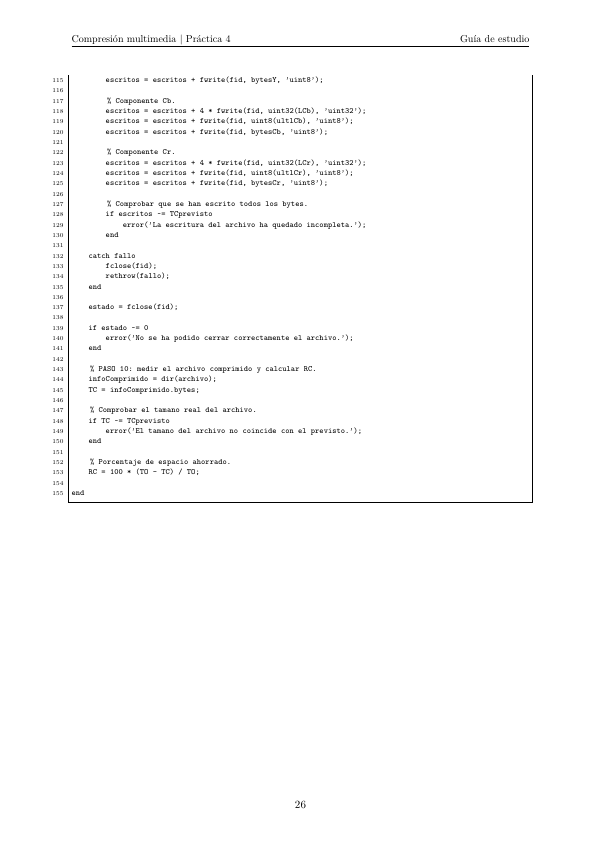 Compresión multimedia | Práctica 4 Guía de estudio
115 escritos = escritos + fwrite(fid, bytesY, 'uint8');
116
117 % Componente Cb.
118 escritos = escritos + 4 * fwrite(fid, uint32(LCb), 'uint32');
119 escritos = escritos + fwrite(fid, uint8(ultlCb), 'uint8');
120 escritos = escritos + fwrite(fid, bytesCb, 'uint8');
121
122 % Componente Cr.
123 escritos = escritos + 4 * fwrite(fid, uint32(LCr), 'uint32');
124 escritos = escritos + fwrite(fid, uint8(ultlCr), 'uint8');
125 escritos = escritos + fwrite(fid, bytesCr, 'uint8');
126
127 % Comprobar que se han escrito todos los bytes.
128 if escritos ~= TCprevisto
129 error('La escritura del archivo ha quedado incompleta.');
130 end
131
132 catch fallo
133 fclose(fid);
134 rethrow(fallo);
135 end
136
137 estado = fclose(fid);
138
139 if estado ~= 0
140 error('No se ha podido cerrar correctamente el archivo.');
141 end
142
143 % PASO 10: medir el archivo comprimido y calcular RC.
144 infoComprimido = dir(archivo);
145 TC = infoComprimido.bytes;
146
147 % Comprobar el tamano real del archivo.
148 if TC ~= TCprevisto
149 error('El tamano del archivo no coincide con el previsto.');
150 end
151
152 % Porcentaje de espacio ahorrado.
153 RC = 100 * (TO - TC) / TO;
154
155 end
26